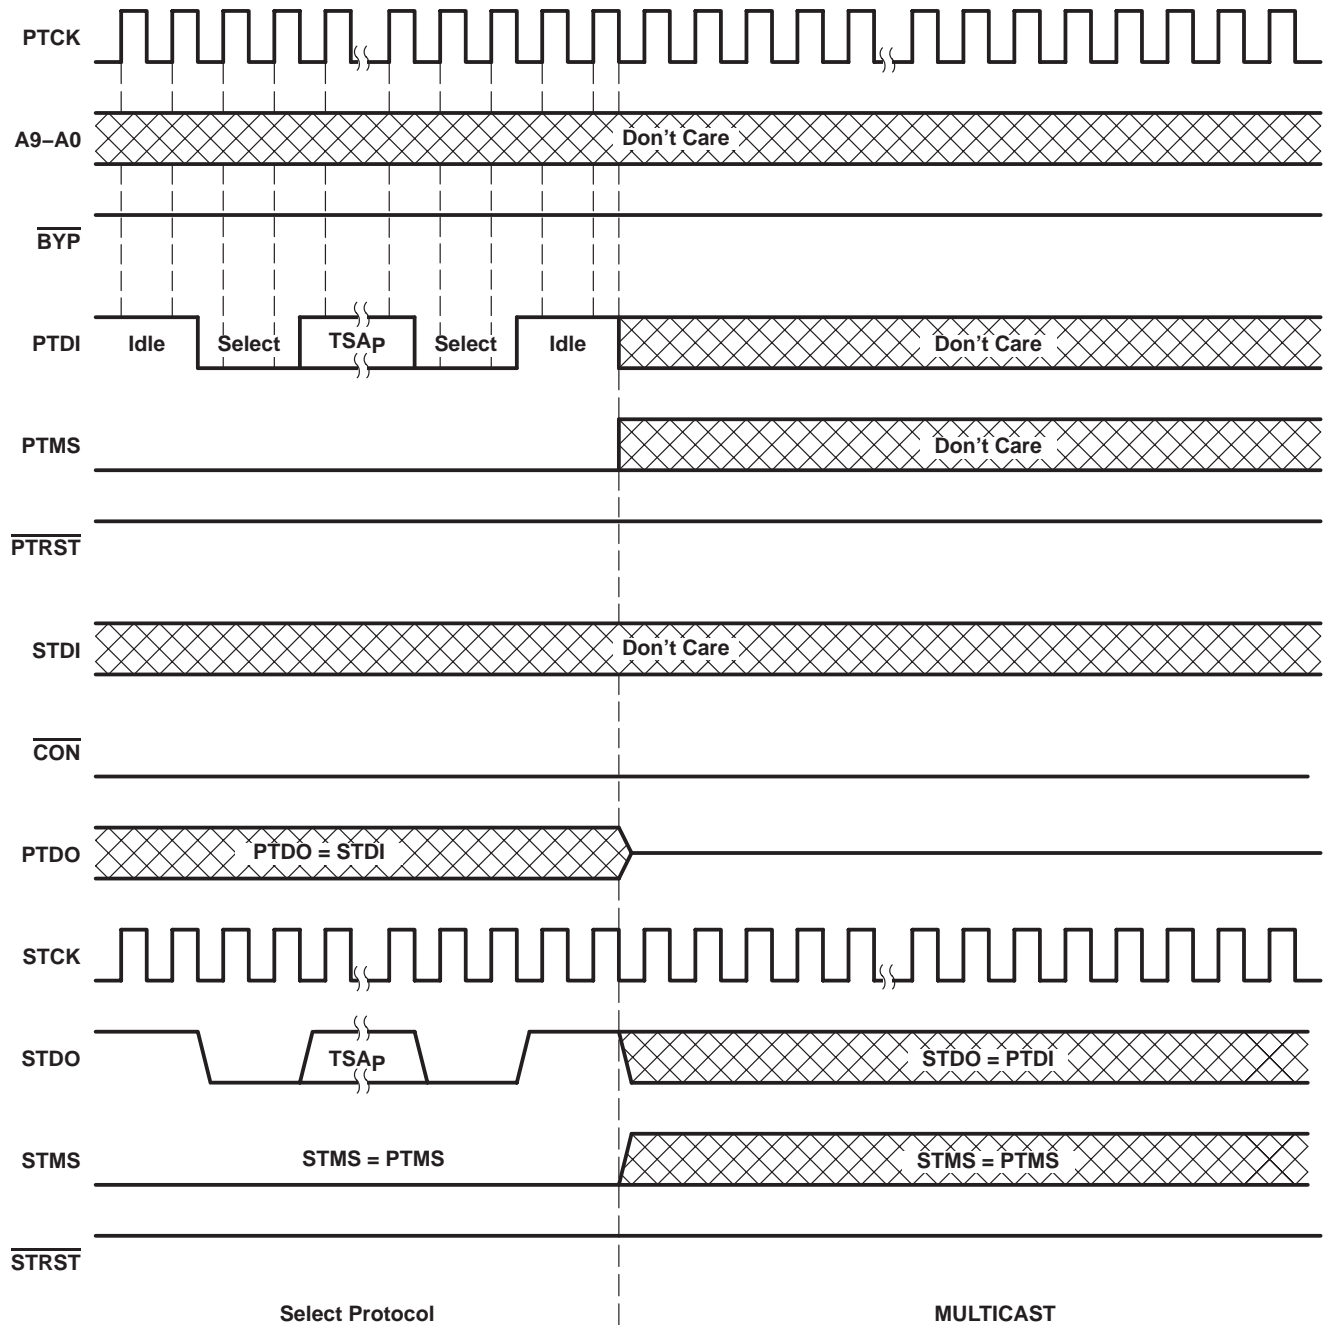 PTCK
A9–A0 Don't Care
BYP
PTDI Idle Select TSAP Select Idle Don't Care
PTMS Don't Care
PTRST
STDI Don't Care
CON
PTDO PTDO = STDI
STCK
STDO TSAP STDO = PTDI
STMS STMS = PTMS STMS = PTMS
STRST
Select Protocol MULTICAST